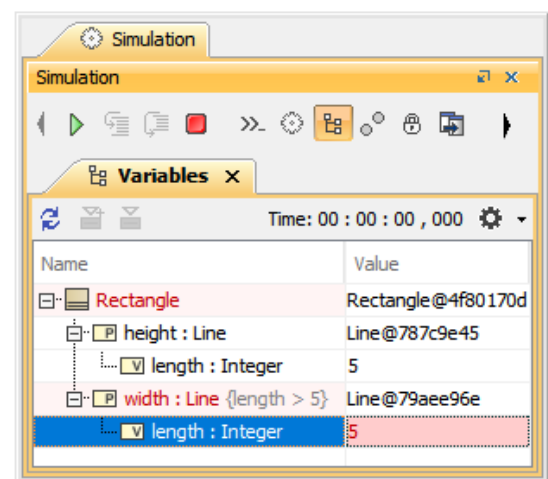 Simulation
Simulation
Variables
Time: 00 : 00 : 00 , 000
Name Value
Rectangle Rectangle@4f80170d
P height : Line Line@787c9e45
V length : Integer 5
P width : Line {length > 5} Line@79aee96e
V length : Integer 5